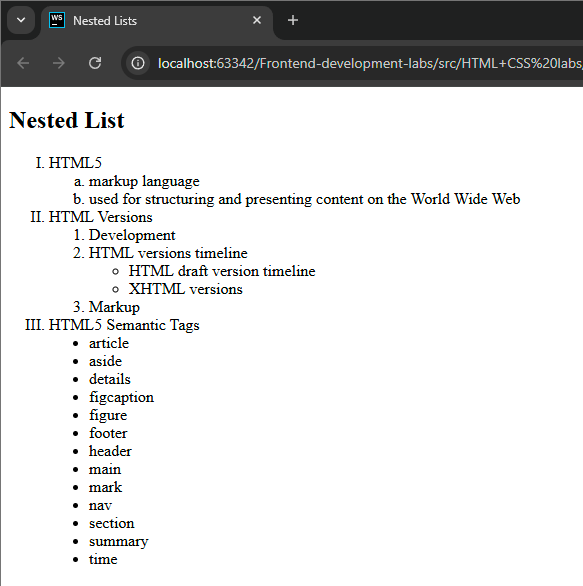 WS
Nested Lists
localhost:63342/Frontend-development-labs/src/HTML+CSS%20labs/
Nested List
I. HTML5
a. markup language
b. used for structuring and presenting content on the World Wide Web
II. HTML Versions
1. Development
2. HTML versions timeline
HTML draft version timeline
XHTML versions
3. Markup
III. HTML5 Semantic Tags
article
aside
details
figcaption
figure
footer
header
main
mark
nav
section
summary
time